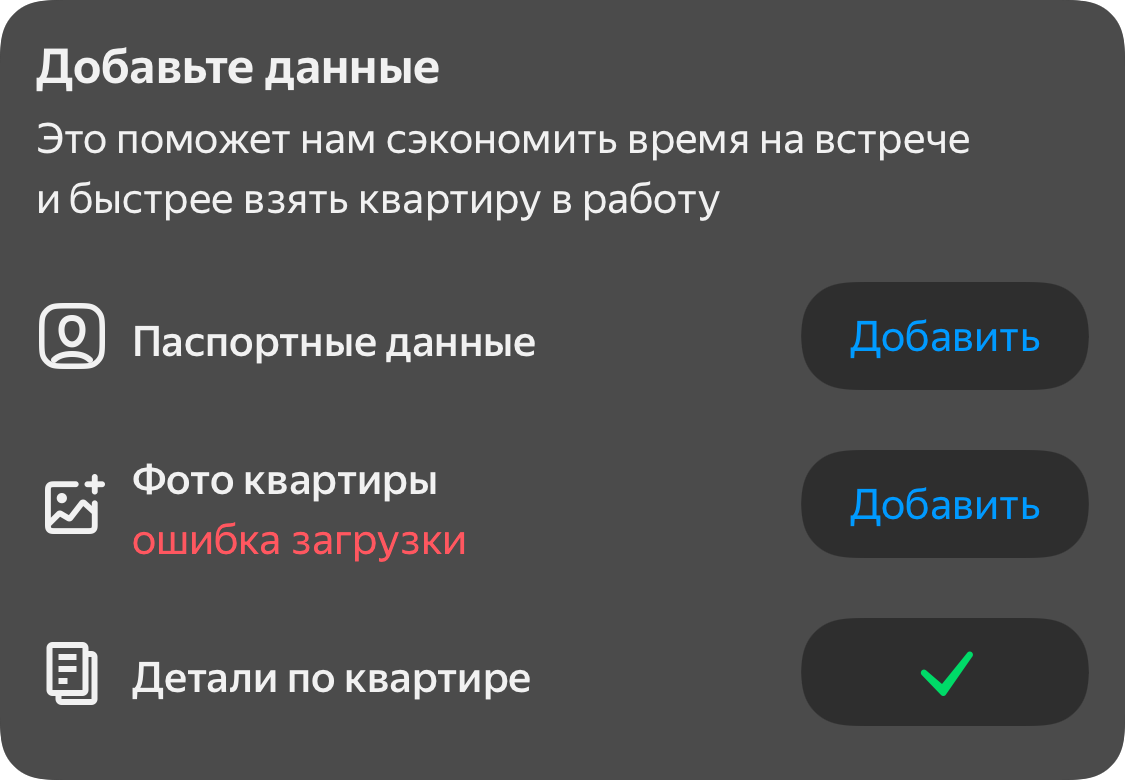 Добавьте данные
Это поможет нам сэкономить время на встрече
и быстрее взять квартиру в работу
Паспортные данные
Добавить
Фото квартиры
ошибка загрузки
Добавить
Детали по квартире